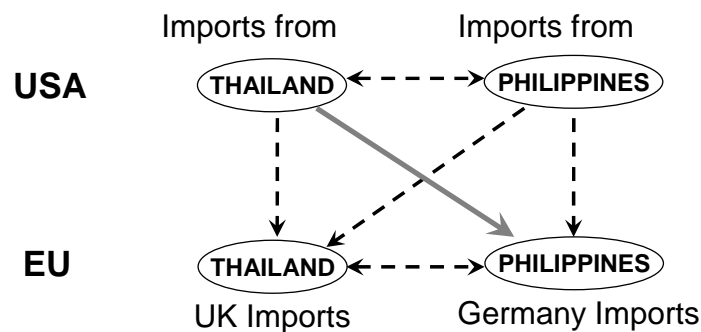 Imports from Imports from
USA THAILAND PHILIPPINES
EU THAILAND PHILIPPINES
UK Imports Germany Imports